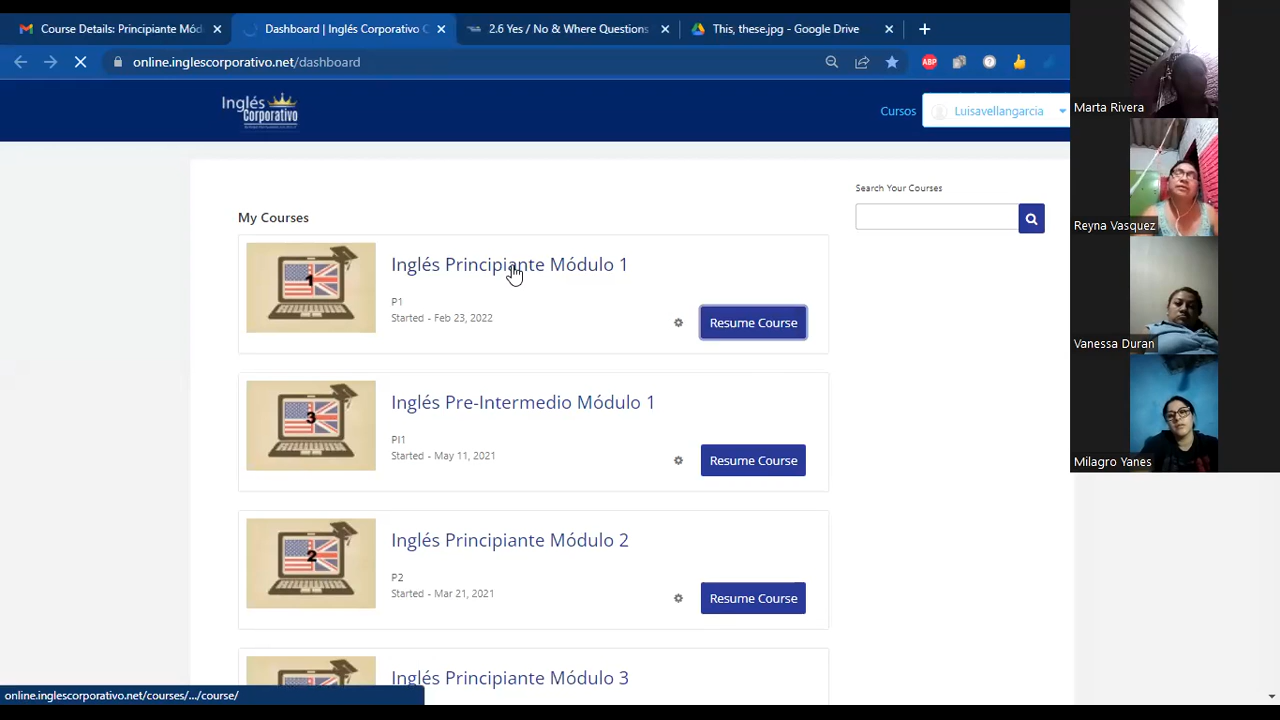 Course Details: Principiante Mód
Dashboard | Inglés Corporativo C
2.6 Yes / No & Where Questions
This, these.jpg - Google Drive
online.inglescorporativo.net/dashboard
ABP
Inglés
Corporativo
Cursos
Luisavellangarcia
Search Your Courses
My Courses
1
Inglés Principiante Módulo 1
P1
Started - Feb 23, 2022
Resume Course
3
Inglés Pre-Intermedio Módulo 1
PI1
Started - May 11, 2021
Resume Course
2
Inglés Principiante Módulo 2
P2
Started - Mar 21, 2021
Resume Course
Inglés Principiante Módulo 3
online.inglescorporativo.net/courses/.../course/
Marta Rivera
Reyna Vasquez
Vanessa Duran
Milagro Yanes